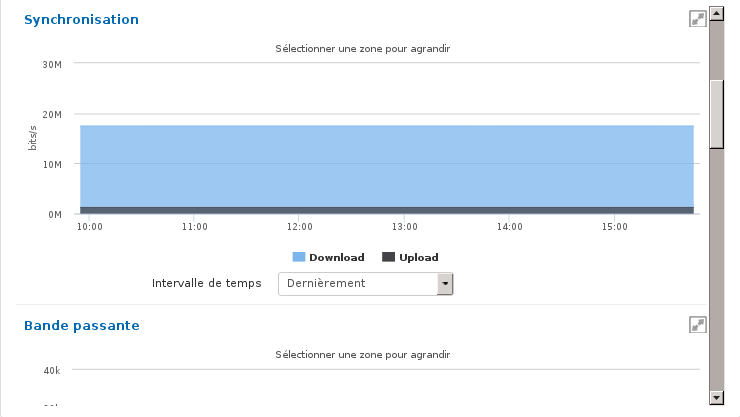 Synchronisation
Sélectionner une zone pour agrandir
30M
20M
bits/s
10M
0M
10:00 11:00 12:00 13:00 14:00 15:00
Download Upload
Intervalle de temps Dernièrement
Bande passante
Sélectionner une zone pour agrandir
40k